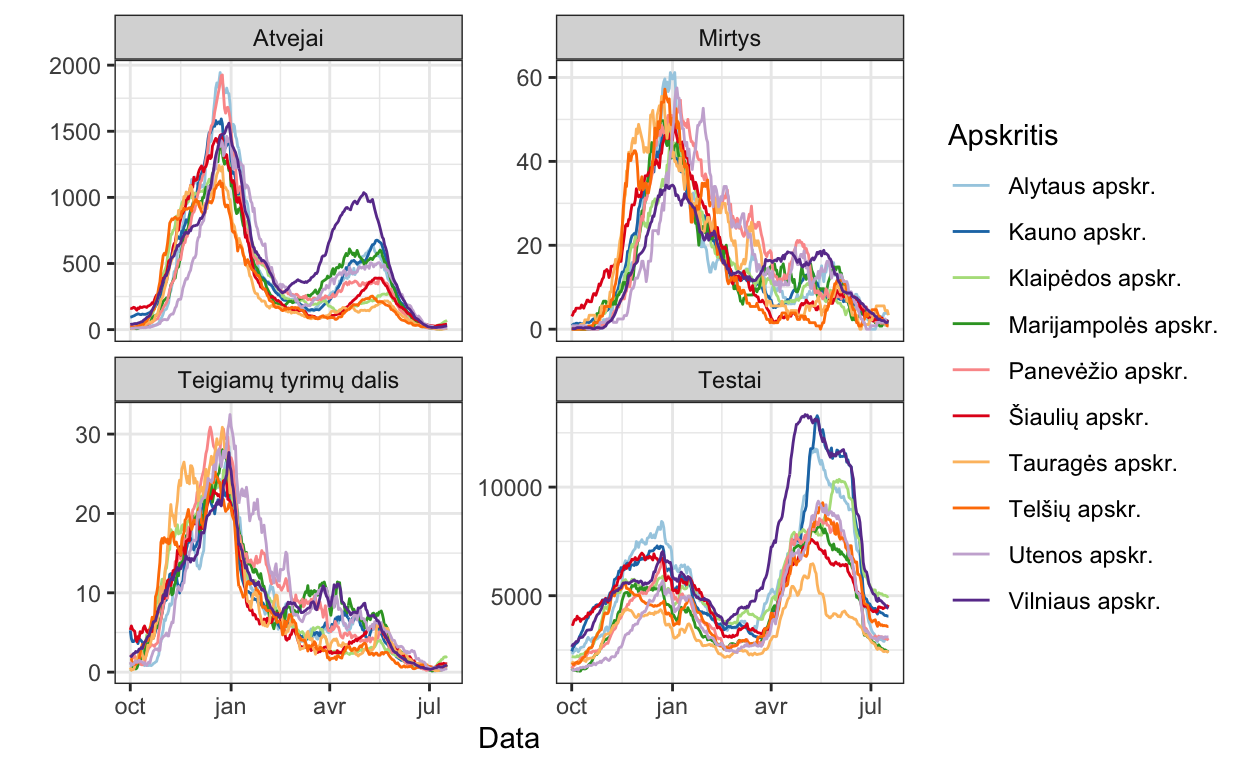 Atvejai
Mirtys
2000
1500
1000
500
0
60
40
20
0
Teigiamų tyrimų dalis
Testai
30
20
10
0
10000
5000
oct jan avr jul
oct jan avr jul
Data
Apskritis
Alytaus apskr.
Kauno apskr.
Klaipėdos apskr.
Marijampolės apskr.
Panevėžio apskr.
Šiaulių apskr.
Tauragės apskr.
Telšių apskr.
Utenos apskr.
Vilniaus apskr.